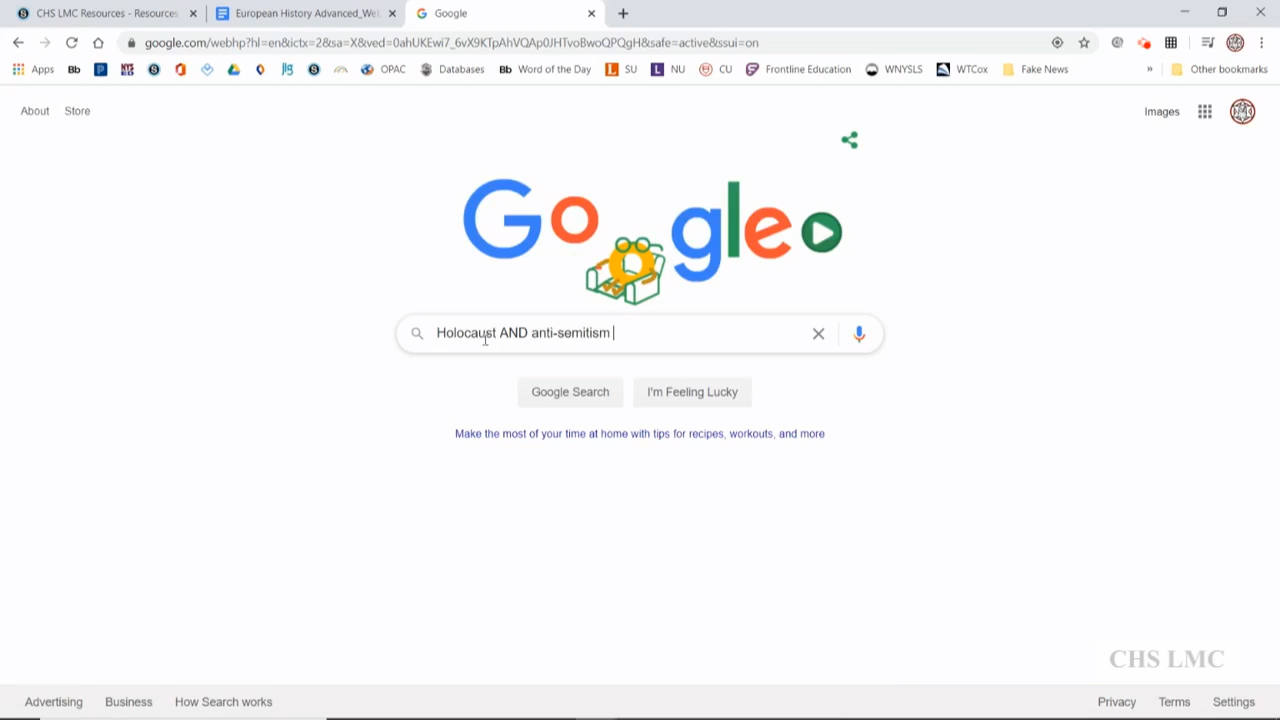 CHS LMC Resources - Resources
European History Advanced_We
Google
google.com/webhp?hl=en&ictx=2&sa=X&ved=0ahUKEwi7_6vX9KTpAhVQAp0JHTvoBwoQPQgH&safe=active&ssui=on
Apps Bb OPAC Databases Bb Word of the Day SU NU CU Frontline Education WNYSLS WTCox Fake News » Other bookmarks
About Store Images
Google
Holocaust AND anti-semitism
Google Search I'm Feeling Lucky
Make the most of your time at home with tips for recipes, workouts, and more
CHS LMC
Advertising Business How Search works Privacy Terms Settings